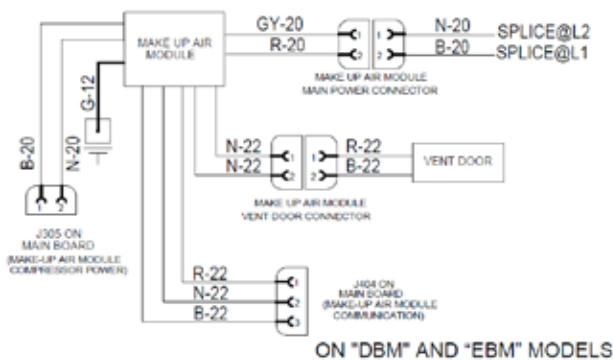 MAKE UP AIR
MODULE
GY-20
R-20
1
2
1
2
N-20
B-20
SPLICE@L2
SPLICE@L1
MAKE UP AIR MODULE
MAIN POWER CONNECTOR
G-12
B-20
N-20
1 2
J305 ON
MAIN BOARD
(MAKE-UP AIR MODULE
COMPRESSOR POWER)
N-22
N-22
1
2
1
2
R-22
B-22
VENT DOOR
MAKE UP AIR MODULE
VENT DOOR CONNECTOR
R-22
N-22
B-22
1
2
3
J404 ON
MAIN BOARD
(MAKE-UP AIR MODULE
COMMUNICATION)
ON "DBM" AND "EBM" MODELS